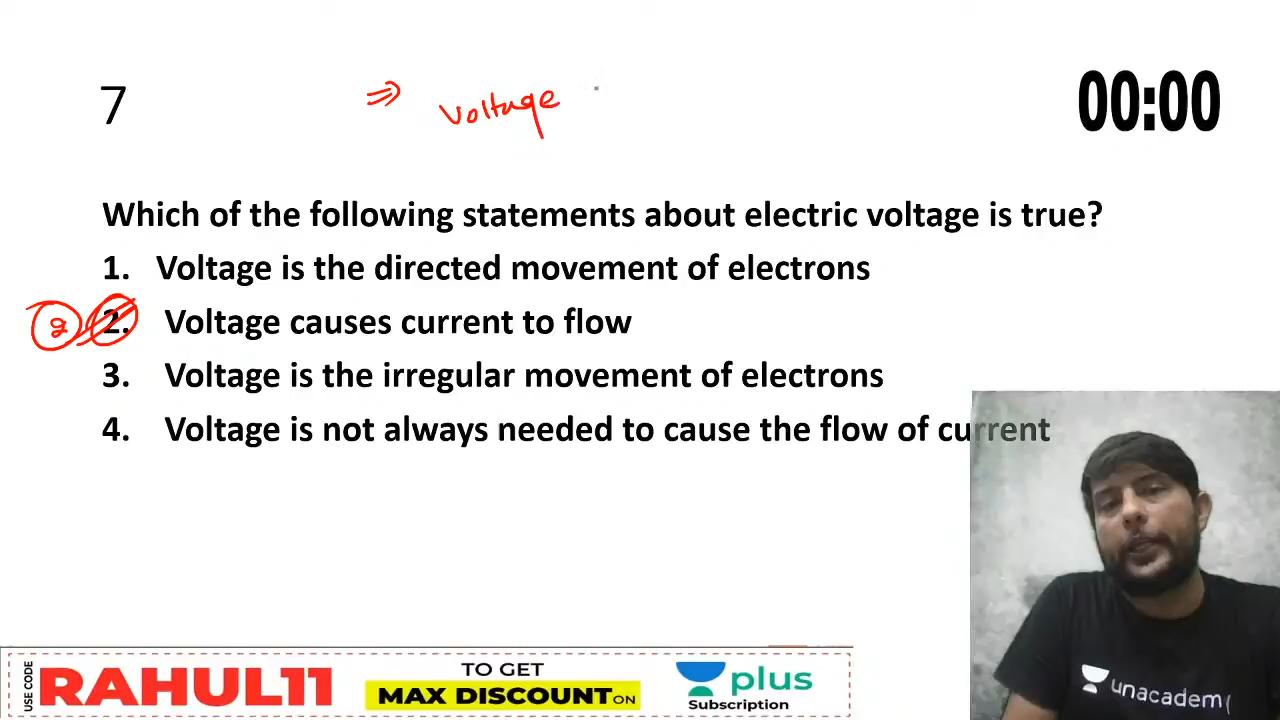 7
⇒ Voltage
00:00
Which of the following statements about electric voltage is true?
1. Voltage is the directed movement of electrons
2 2. Voltage causes current to flow
3. Voltage is the irregular movement of electrons
4. Voltage is not always needed to cause the flow of current
unacadem(
USE CODE
RAHUL11
TO GET
MAX DISCOUNT ON
plus
Subscription